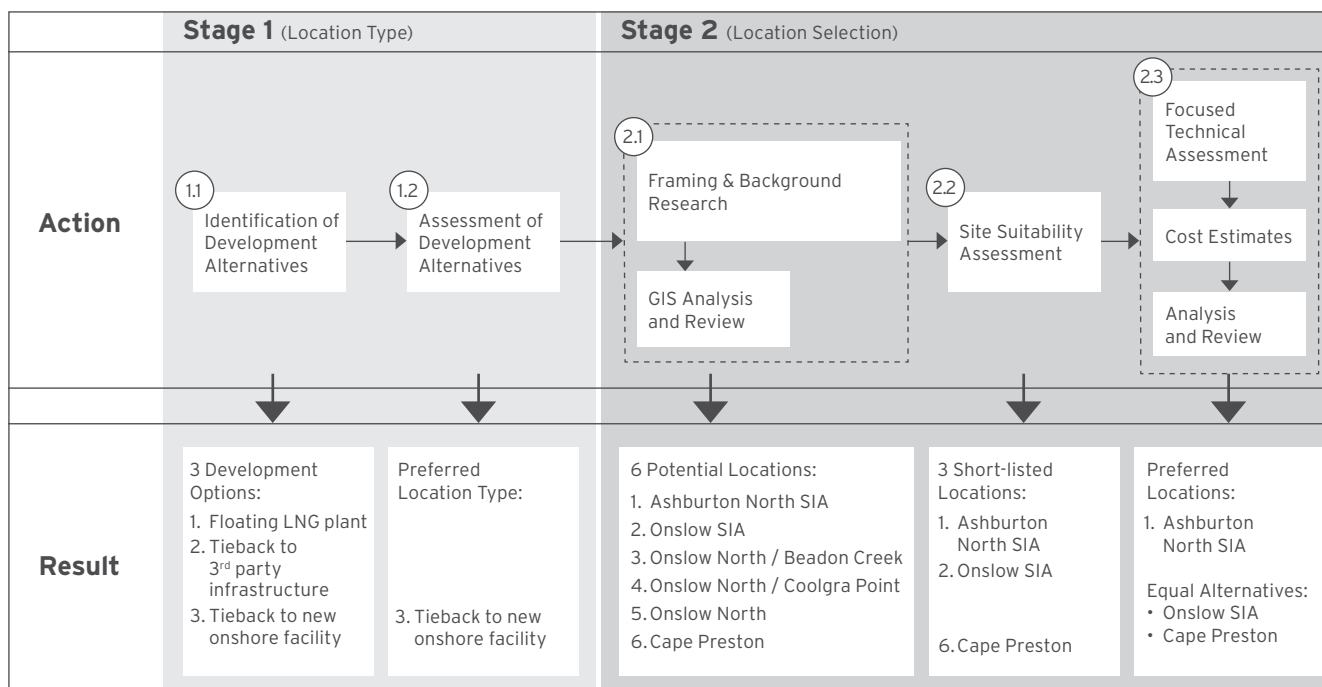 Stage 1 (Location Type)
Stage 2 (Location Selection)
Action
1.1
Identification of
Development
Alternatives
1.2
Assessment of
Development
Alternatives
2.1
Framing & Background
Research
GIS Analysis
and Review
2.2
Site Suitability
Assessment
2.3
Focused
Technical
Assessment
Cost Estimates
Analysis
and Review
Result
3 Development
Options:
1. Floating LNG plant
2. Tieback to
3rd party
infrastructure
3. Tieback to new
onshore facility
Preferred
Location Type:
3. Tieback to new
onshore facility
6 Potential Locations:
1. Ashburton North SIA
2. Onslow SIA
3. Onslow North / Beadon Creek
4. Onslow North / Coolgra Point
5. Onslow North
6. Cape Preston
3 Short-listed
Locations:
1. Ashburton
North SIA
2. Onslow SIA
6. Cape Preston
Preferred
Locations:
1. Ashburton
North SIA
Equal Alternatives:
• Onslow SIA
• Cape Preston